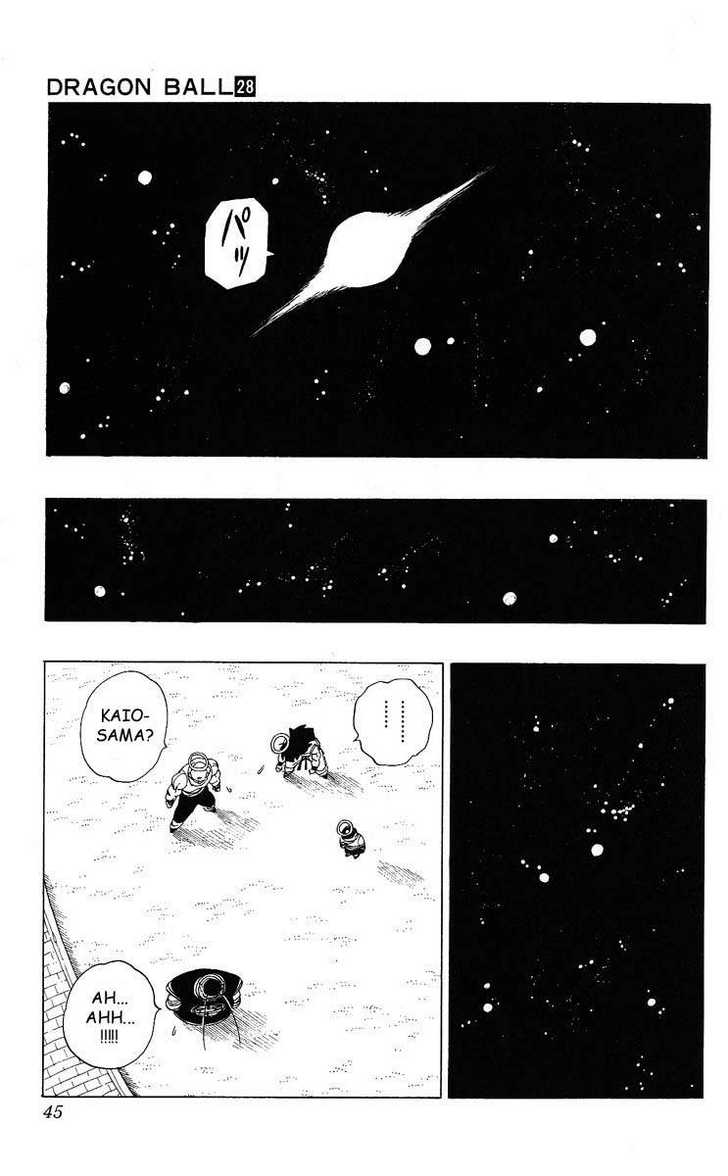 DRAGON BALL 28
パッ
......
......
KAIO-
SAMA?
AH...
AHH...
!!!!!
45